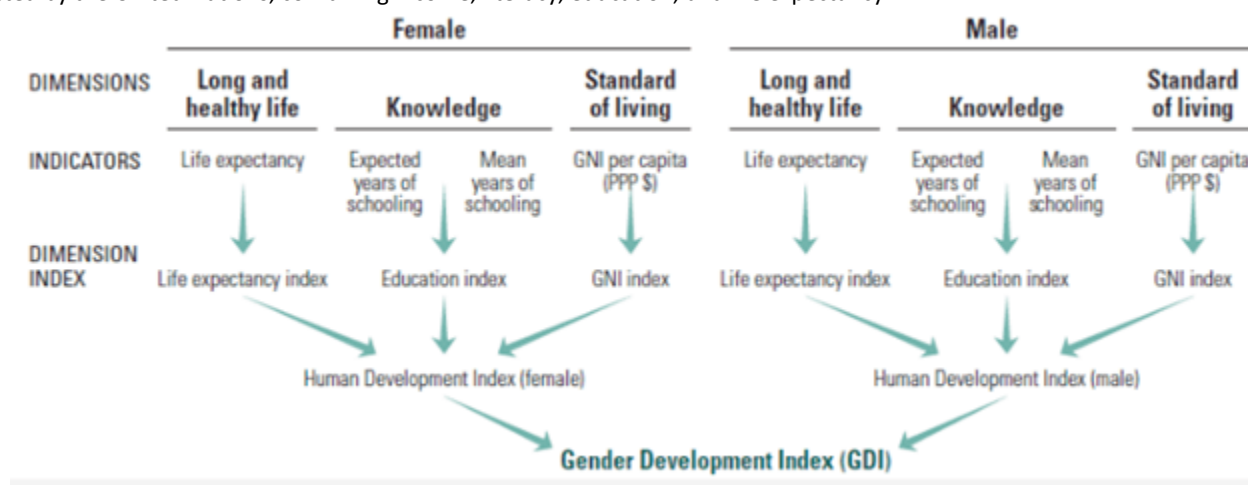 Female Male
DIMENSIONS Long and healthy life Knowledge Standard of living Long and healthy life Knowledge Standard of living
INDICATORS Life expectancy Expected years of schooling Mean years of schooling GNI per capita (PPP $) Life expectancy Expected years of schooling Mean years of schooling GNI per capita (PPP $)
DIMENSION INDEX Life expectancy index Education index GNI index Life expectancy index Education index GNI index
Human Development Index (female) Human Development Index (male)
Gender Development Index (GDI)